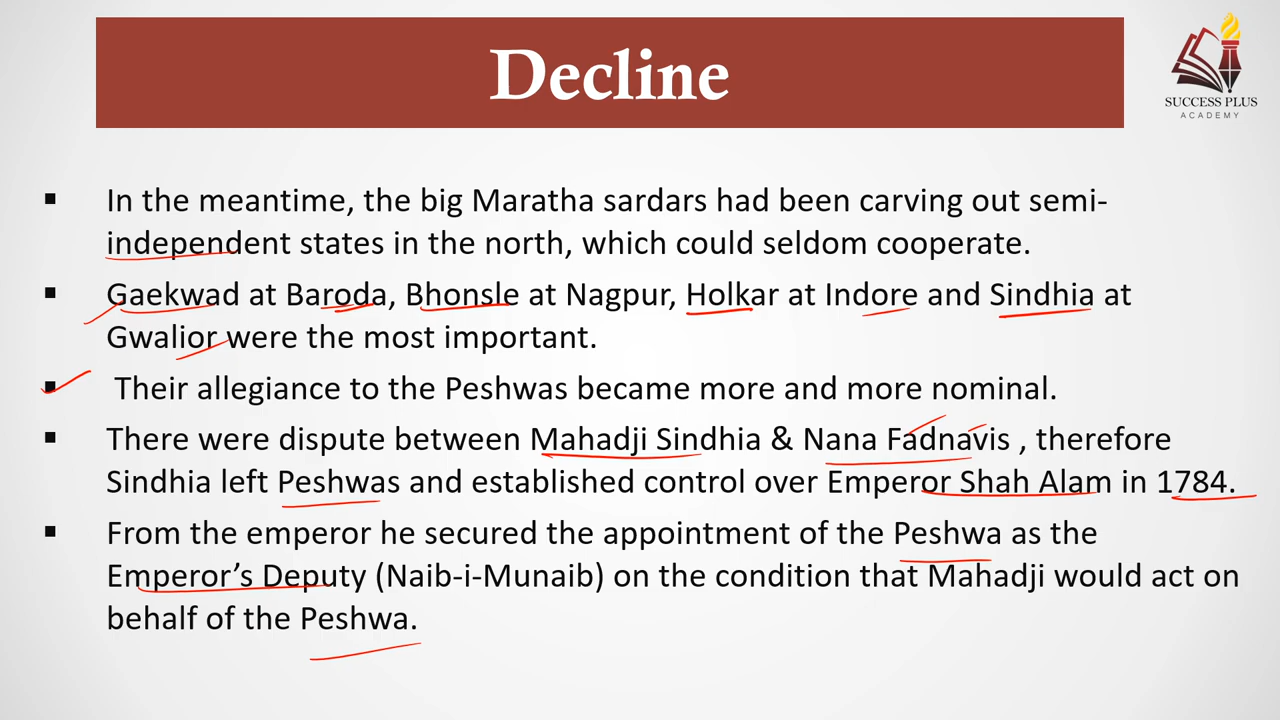 Decline
SUCCESS PLUS
ACADEMY
▪ In the meantime, the big Maratha sardars had been carving out semi-
independent states in the north, which could seldom cooperate.
▪ Gaekwad at Baroda, Bhonsle at Nagpur, Holkar at Indore and Sindhia at
Gwalior were the most important.
▪ Their allegiance to the Peshwas became more and more nominal.
▪ There were dispute between Mahadji Sindhia & Nana Fadnavis , therefore
Sindhia left Peshwas and established control over Emperor Shah Alam in 1784.
▪ From the emperor he secured the appointment of the Peshwa as the
Emperor’s Deputy (Naib-i-Munaib) on the condition that Mahadji would act on
behalf of the Peshwa.